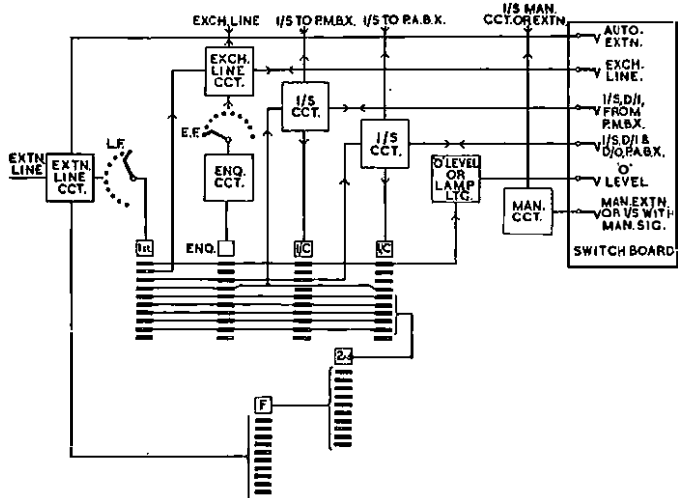 EXCH. LINE
I/S TO P.M.B.X.
I/S TO P.A.B.X.
I/S MAN.
CCT. OR EXTN.
AUTO.
EXTN.
EXCH.
LINE.
I/S, D/I,
FROM
P.M.B.X.
I/S, D/I &
D/O, P.A.B.X.
'O'
LEVEL
MAN. EXTN.
OR I/S WITH
MAN. SIG.
SWITCH BOARD
EXCH.
LINE
CCT.
I/S
CCT.
I/S
CCT.
L.F.
E.F.
EXTN.
LINE
EXTN.
LINE
CCT.
ENQ.
CCT.
'O' LEVEL
OR
LAMP
LTG.
MAN.
CCT.
1st.
ENQ.
I/C
I/C
2nd
F